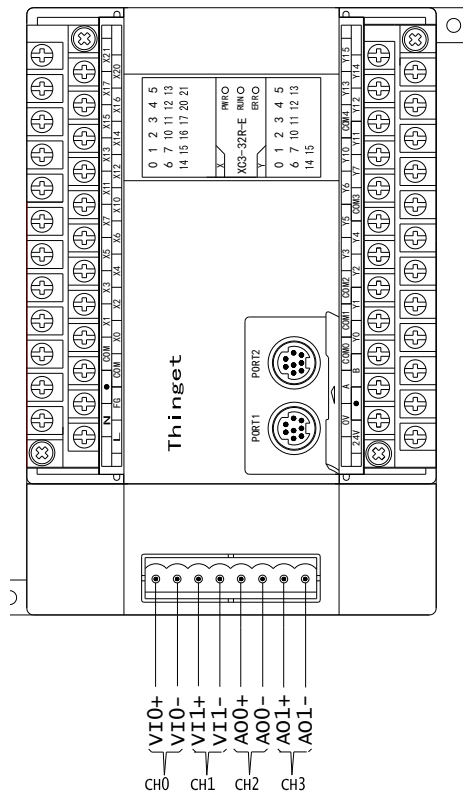 X21
X20
X17
X16
X15
X14
X13
X12
X11
X10
X7
X6
X5
X4
X3
X2
X1
X0
COM
COM
•
FG
N
L
0 1 2 3 4 5
6 7 10 11 12 13
14 15 16 17 20 21
X
PWR
RUN
ERR
XC3-32R-E
Y
0 1 2 3 4 5
6 7 10 11 12 13
14 15
Y15
Y14
Y13
Y12
COM4
Y11
Y10
Y7
Y6
COM3
Y5
Y4
Y3
Y2
COM2
Y1
COM1
Y0
COM0
B
A
•
0V
24V
Thinget
PORT2
PORT1
VI0+
VI0-
VI1+
VI1-
AO0+
AO0-
AO1+
AO1-
CH0 CH1 CH2 CH3